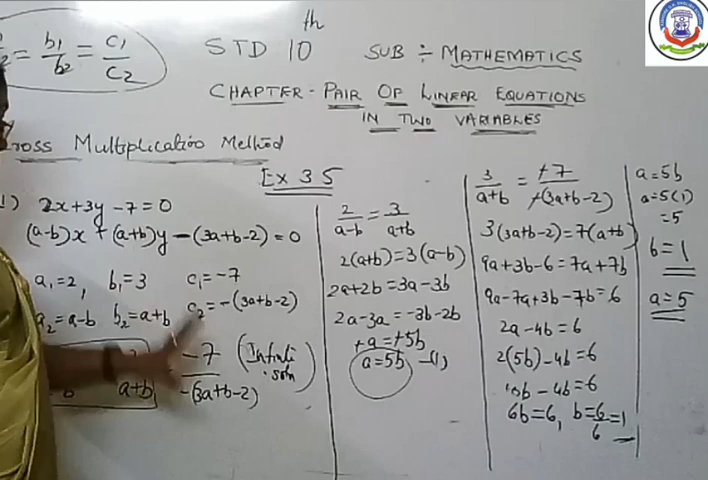 = b₁/b₂ = c₁/c₂
STD 10th SUB ÷ MATHEMATICS
CHAPTER - PAIR OF LINEAR EQUATIONS
IN TWO VARIABLES
ross Multiplication Method
Ex 3 5
1) 2x+3y-7=0
(a-b)x + (a+b)y -(3a+b-2)=0
a₁=2, b₁=3 c₁=-7
a₂=a-b b₂=a+b c₂=-(3a+b-2)
-7/-(3a+b-2) (Infinite soln)
a+b
2/(a-b) = 3/(a+b)
2(a+b)=3(a-b)
2a+2b=3a-3b
2a-3a=-3b-2b
+a=+5b
a=5b —(1)
3/(a+b) = +7/+(3a+b-2)
3(3a+b-2)=7(a+b)
9a+3b-6=7a+7b
9a-7a+3b-7b=6
2a-4b=6
2(5b)-4b=6
10b-4b=6
6b=6, b=6/6=1
a=5b
a=5(1)
=5
b=1
a=5